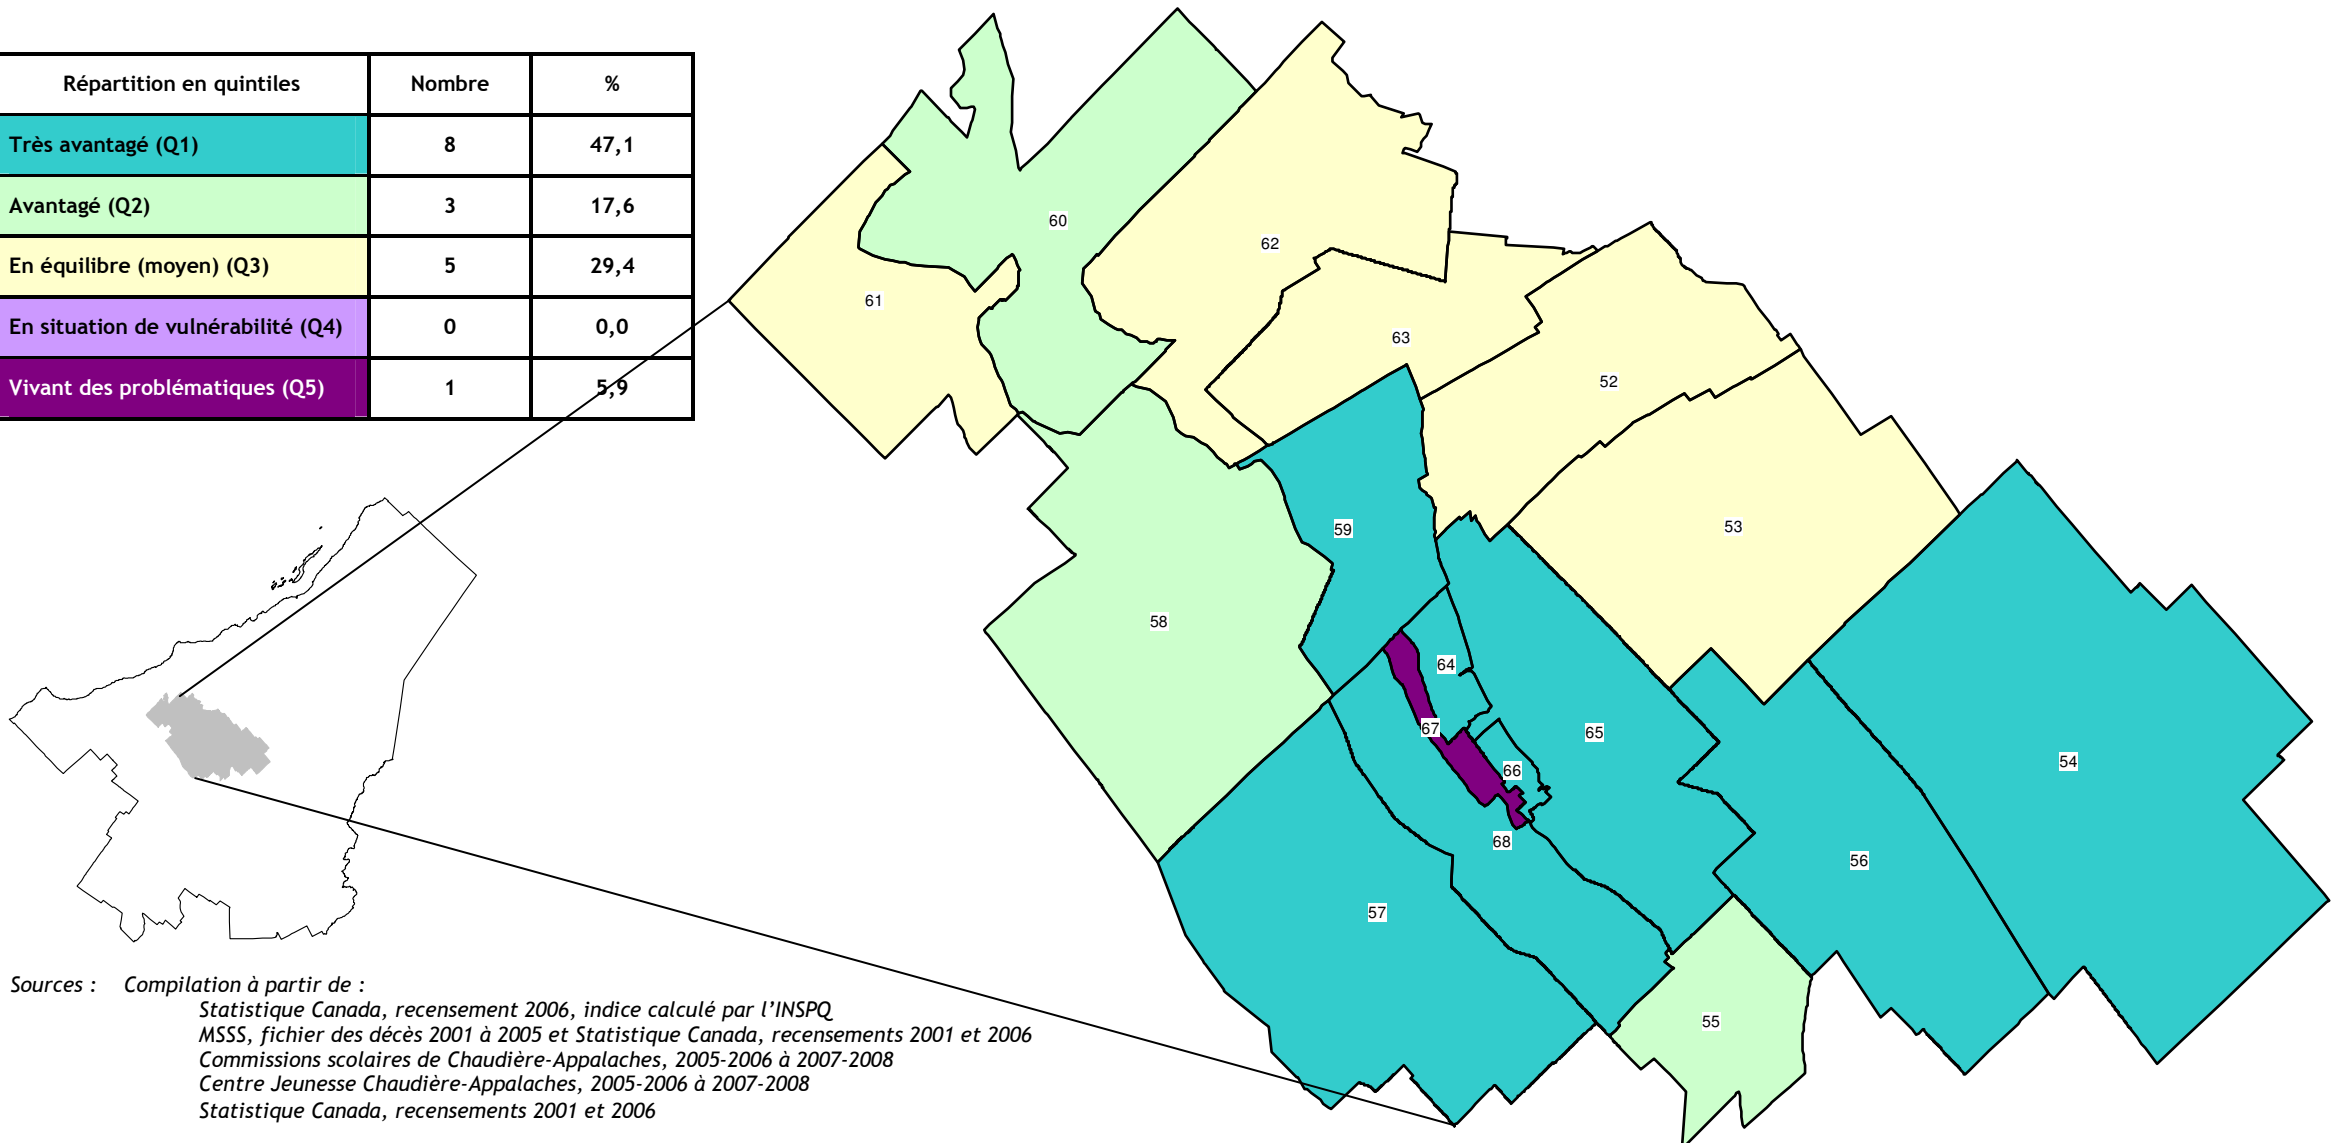 Répartition en quintiles Nombre %
Très avantagé (Q1) 8 47,1
Avantagé (Q2) 3 17,6
En équilibre (moyen) (Q3) 5 29,4
En situation de vulnérabilité (Q4) 0 0,0
Vivant des problématiques (Q5) 1 5,9
60
62
61
63
52
53
59
58
64
67
65
66
54
68
56
57
55
Sources : Compilation à partir de :
Statistique Canada, recensement 2006, indice calculé par l'INSPQ
MSSS, fichier des décès 2001 à 2005 et Statistique Canada, recensements 2001 et 2006
Commissions scolaires de Chaudière-Appalaches, 2005-2006 à 2007-2008
Centre Jeunesse Chaudière-Appalaches, 2005-2006 à 2007-2008
Statistique Canada, recensements 2001 et 2006